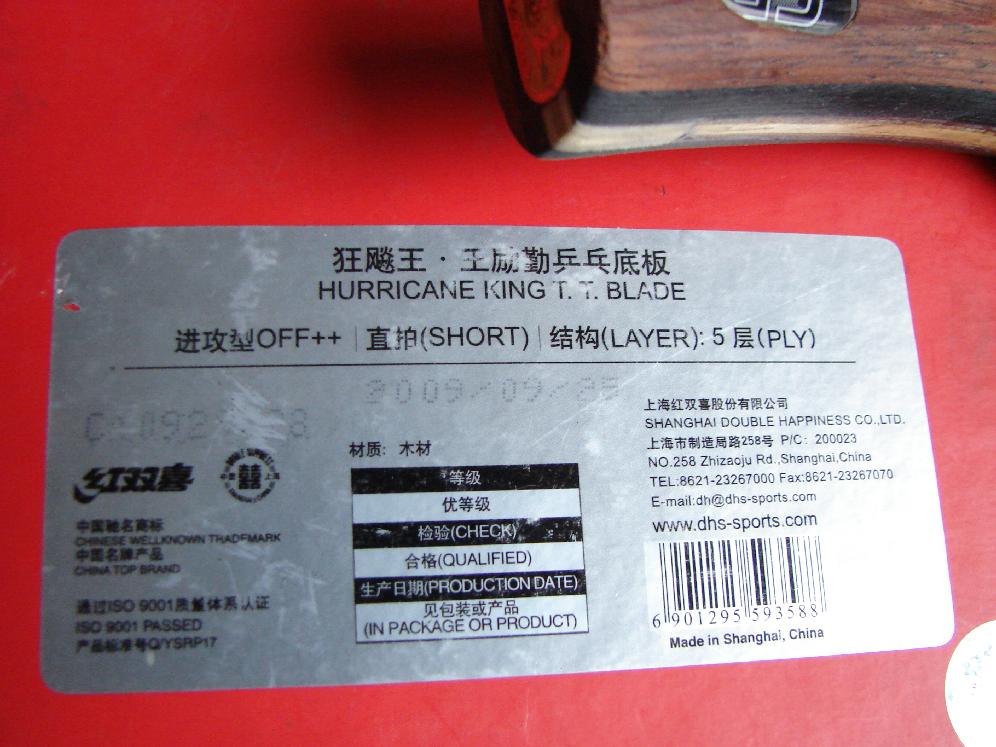 狂飚王·王励勤乒乓底板
HURRICANE KING T. T. BLADE
进攻型OFF++ | 直拍(SHORT) | 结构(LAYER): 5 层(PLY)
2009/09/
红双喜
中国驰名商标
CHINESE WELLKNOWN TRADEMARK
中国名牌产品
CHINA TOP BRAND
通过ISO 9001质量体系认证
ISO 9001 PASSED
产品标准号Q/YSRP17
材质: 木材
等级
优等级
检验(CHECK)
合格(QUALIFIED)
生产日期(PRODUCTION DATE)
见包装或产品
(IN PACKAGE OR PRODUCT)
上海红双喜股份有限公司
SHANGHAI DOUBLE HAPPINESS CO.,LTD.
上海市制造局路258号 P/C: 200023
NO.258 Zhizaoju Rd.,Shanghai,China
TEL:8621-23267000 Fax:8621-23267070
E-mail:dh@dhs-sports.com
www.dhs-sports.com
6 901295 593588
Made in Shanghai, China